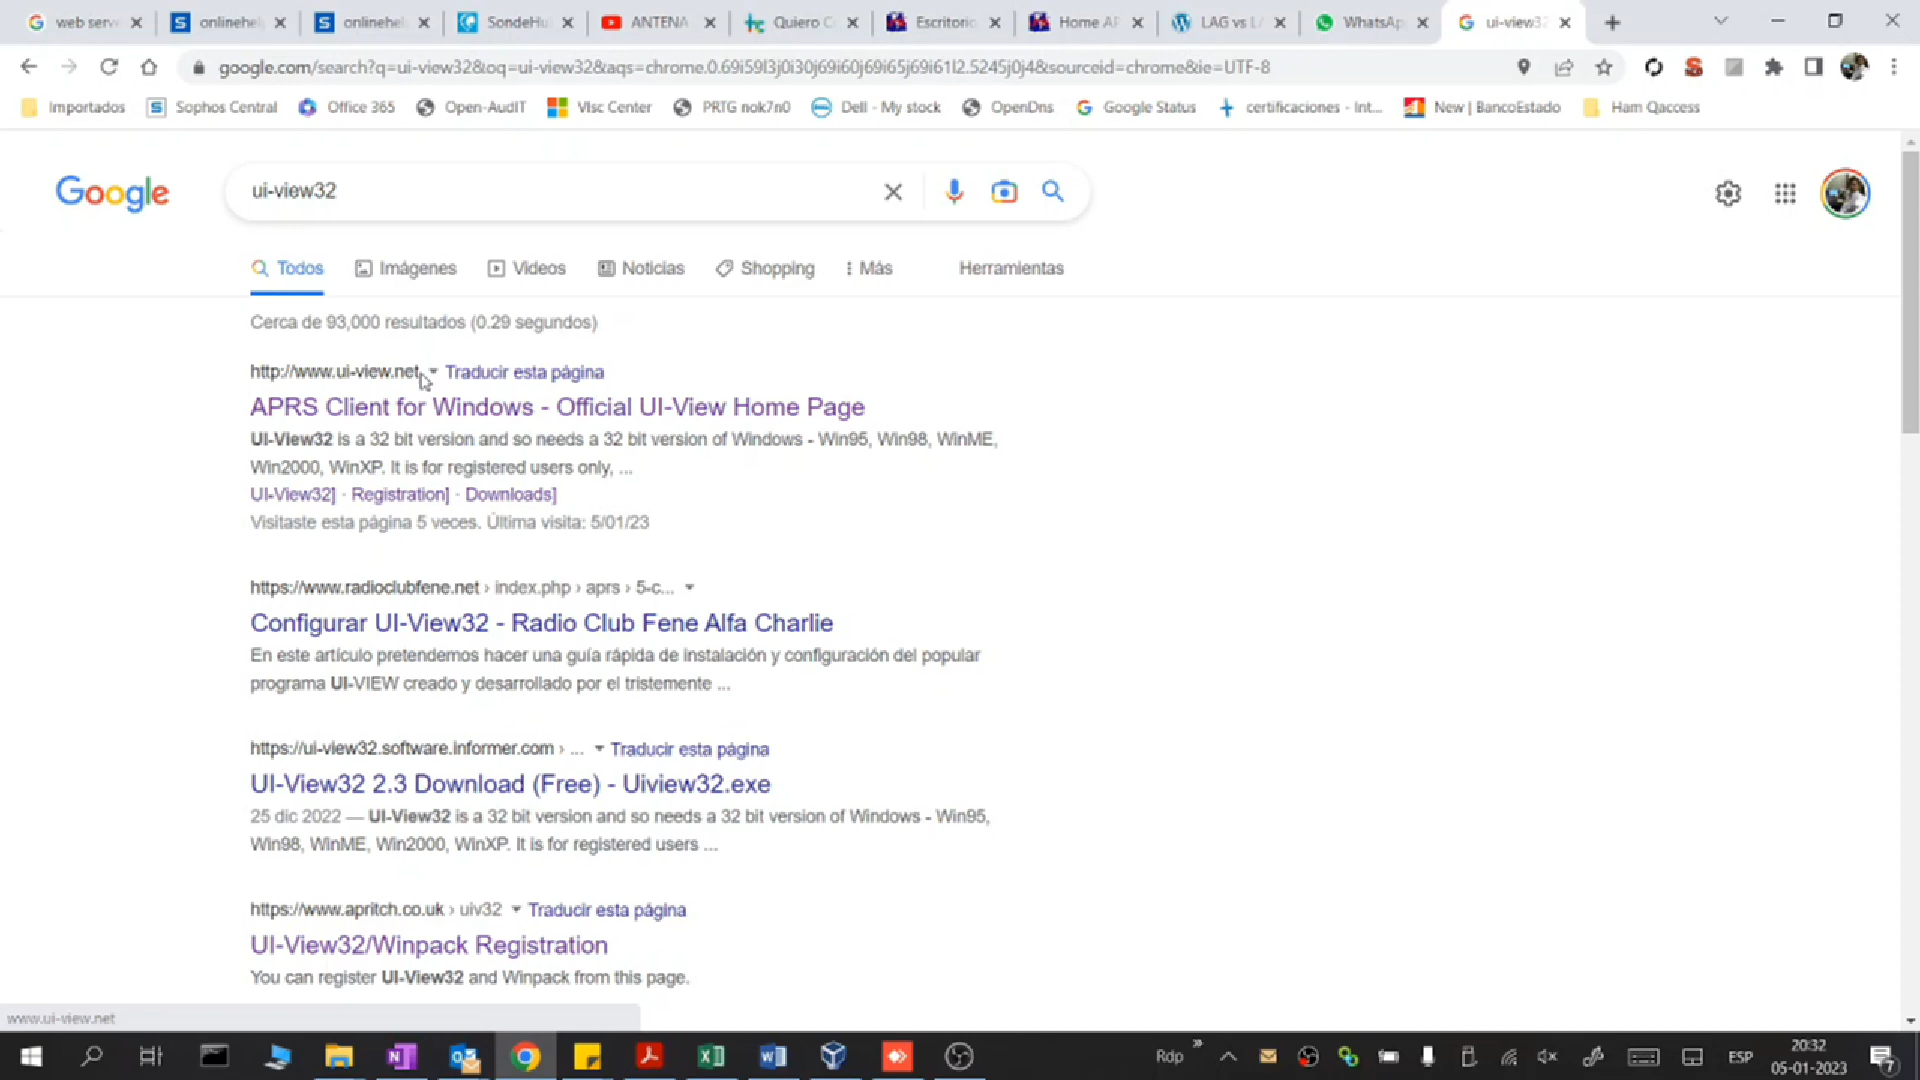 web serv
onlinehel
onlinehel
SondeHu
ANTENA
Quiero C
Escritorio
Home AP
LAG vs L
WhatsAp
ui-view32
google.com/search?q=ui-view32&oq=ui-view32&aqs=chrome.0.69i59l3j0i30j69i60j69i65j69i61l2.5245j0j4&sourceid=chrome&ie=UTF-8
Importados
Sophos Central
Office 365
Open-AudIT
Vlsc Center
PRTG nok7n0
Dell - My stock
OpenDns
Google Status
certificaciones - Int...
New | BancoEstado
Ham Qaccess
Google
ui-view32
Todos
Imágenes
Videos
Noticias
Shopping
Más
Herramientas
Cerca de 93,000 resultados (0.29 segundos)
http://www.ui-view.net Traducir esta página
APRS Client for Windows - Official UI-View Home Page
UI-View32 is a 32 bit version and so needs a 32 bit version of Windows - Win95, Win98, WinME,
Win2000, WinXP. It is for registered users only, ...
UI-View32] · Registration] · Downloads]
Visitaste esta página 5 veces. Última visita: 5/01/23
https://www.radioclubfene.net › index.php › aprs › 5-c...
Configurar UI-View32 - Radio Club Fene Alfa Charlie
En este artículo pretendemos hacer una guía rápida de instalación y configuración del popular
programa UI-VIEW creado y desarrollado por el tristemente ...
https://ui-view32.software.informer.com › ... Traducir esta página
UI-View32 2.3 Download (Free) - Uiview32.exe
25 dic 2022 — UI-View32 is a 32 bit version and so needs a 32 bit version of Windows - Win95,
Win98, WinME, Win2000, WinXP. It is for registered users ...
https://www.apritch.co.uk › uiv32 Traducir esta página
UI-View32/Winpack Registration
You can register UI-View32 and Winpack from this page.
www.ui-view.net
Rdp
ESP
20:32
05-01-2023
7